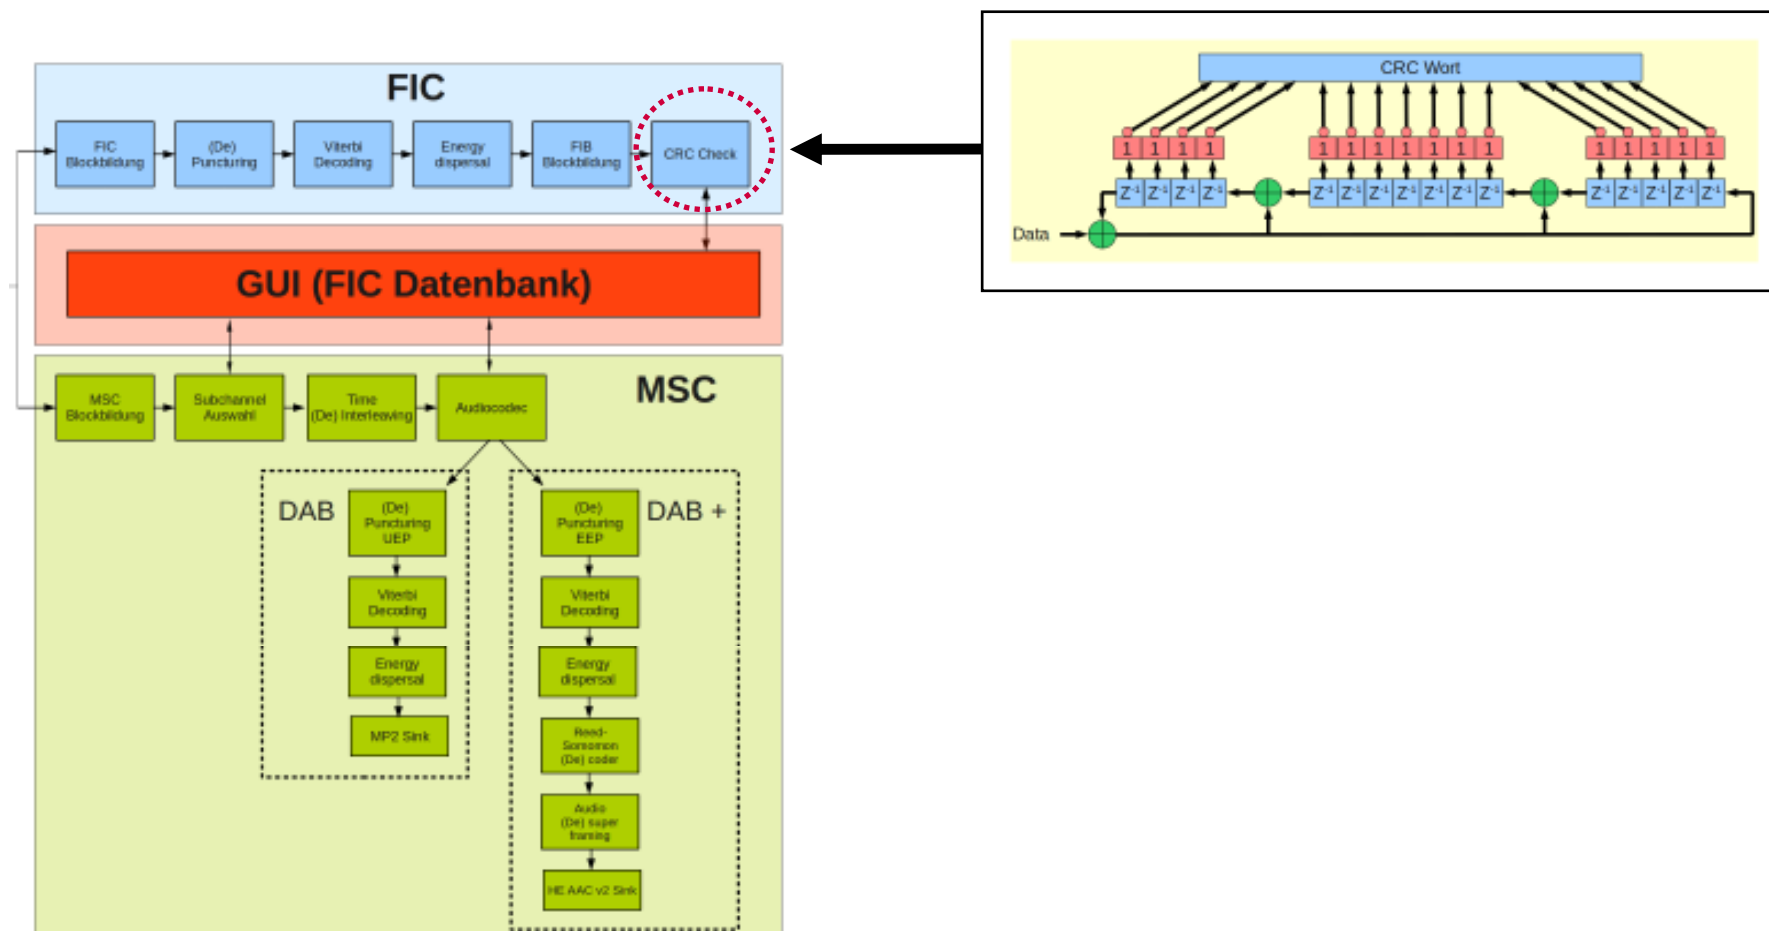 FIC
FIC
Blockbildung
(De)
Puncturing
Viterbi
Decoding
Energy
dispersal
FIB
Blockbildung
CRC Check
CRC Wort
1 1 1 1 1 1 1 1 1 1 1 1 1 1 1 1
Z⁻¹ Z⁻¹ Z⁻¹ Z⁻¹ Z⁻¹ Z⁻¹ Z⁻¹ Z⁻¹ Z⁻¹ Z⁻¹ Z⁻¹ Z⁻¹ Z⁻¹ Z⁻¹ Z⁻¹ Z⁻¹
Data
GUI (FIC Datenbank)
MSC
MSC
Blockbildung
Subchannel
Auswahl
Time
(De) Interleaving
Audiocodec
DAB
(De)
Puncturing
UEP
Viterbi
Decoding
Energy
dispersal
MP2 Sink
DAB +
(De)
Puncturing
EEP
Viterbi
Decoding
Energy
dispersal
Reed-
Somomon
(De) coder
Audio
(De) super
framing
HE AAC v2 Sink